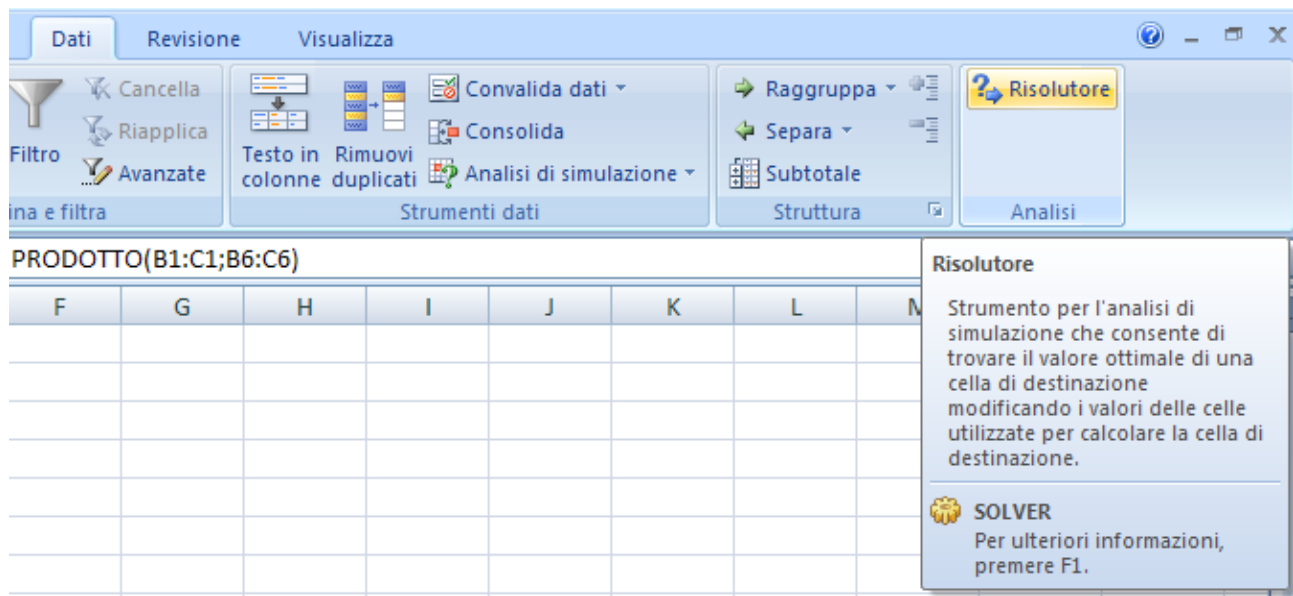 Dati Revisione Visualizza
Cancella Convalida dati Raggruppa Risolutore
Riapplica Consolida Separa
Filtro Avanzate Testo in colonne Rimuovi duplicati Analisi di simulazione Subtotale
ina e filtra Strumenti dati Struttura Analisi
PRODOTTO(B1:C1;B6:C6)
F G H I J K L M
Risolutore
Strumento per l'analisi di
simulazione che consente di
trovare il valore ottimale di una
cella di destinazione
modificando i valori delle celle
utilizzate per calcolare la cella di
destinazione.
SOLVER
Per ulteriori informazioni,
premere F1.